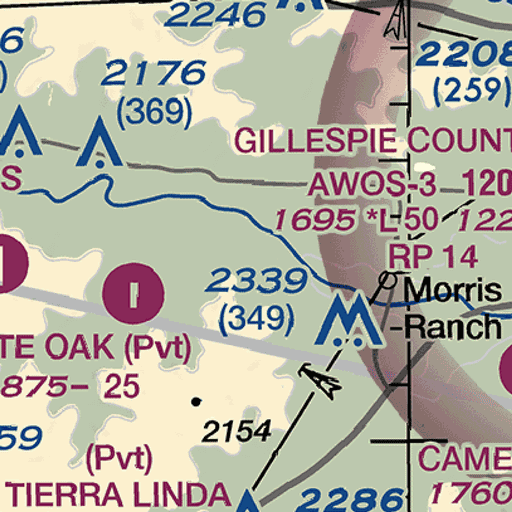 2246
2176
(369)
2208
(259)
GILLESPIE COUNT
AWOS-3 120
1695 *L 50 122
RP 14
2339
(349)
Morris
Ranch
TE OAK (Pvt)
875 - 25
59
2154
(Pvt)
TIERRA LINDA
2286
CAME
1760